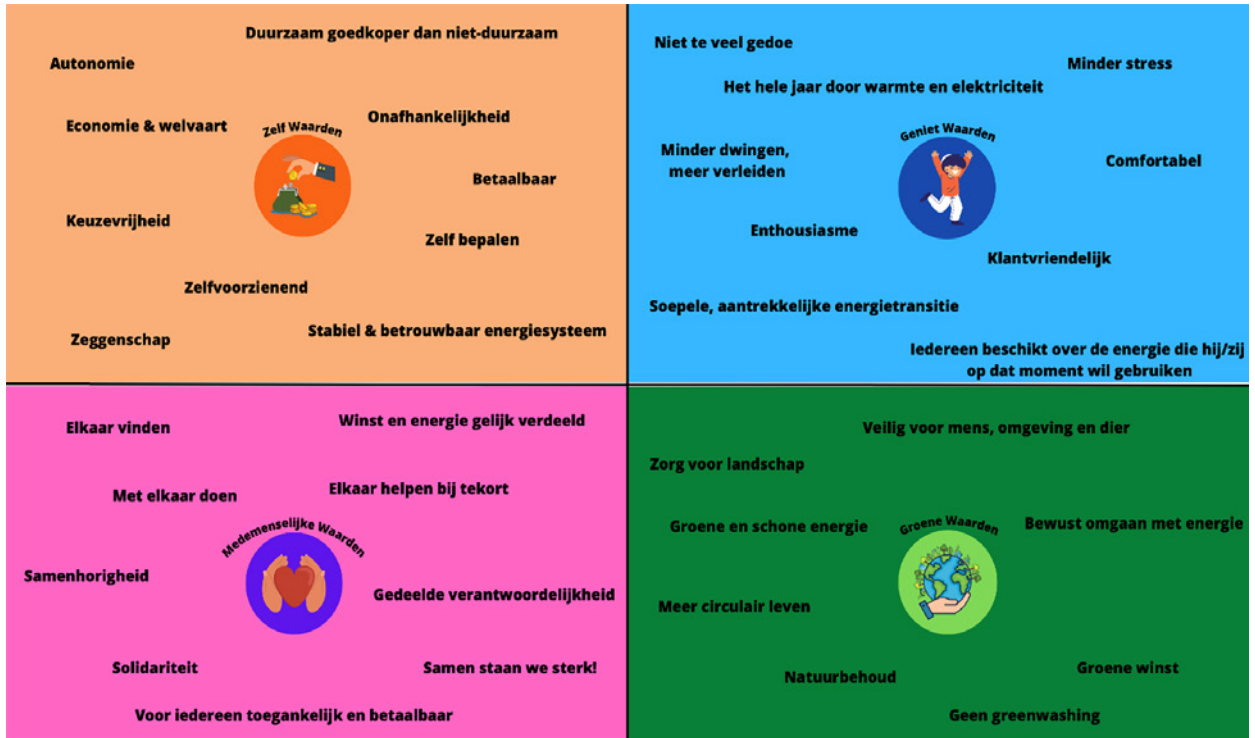 Duurzaam goedkoper dan niet-duurzaam
Autonomie
Economie & welvaart
Zelf Waarden
Onafhankelijkheid
Betaalbaar
Keuzevrijheid
Zelf bepalen
Zelfvoorzienend
Stabiel & betrouwbaar energiesysteem
Zeggenschap
Niet te veel gedoe
Minder stress
Het hele jaar door warmte en elektriciteit
Geniet Waarden
Minder dwingen,
meer verleiden
Comfortabel
Enthousiasme
Klantvriendelijk
Soepele, aantrekkelijke energietransitie
Iedereen beschikt over de energie die hij/zij
op dat moment wil gebruiken
Elkaar vinden
Winst en energie gelijk verdeeld
Met elkaar doen
Elkaar helpen bij tekort
Medemenselijke Waarden
Samenhorigheid
Gedeelde verantwoordelijkheid
Solidariteit
Samen staan we sterk!
Voor iedereen toegankelijk en betaalbaar
Veilig voor mens, omgeving en dier
Zorg voor landschap
Groene en schone energie
Groene Waarden
Bewust omgaan met energie
Meer circulair leven
Natuurbehoud
Groene winst
Geen greenwashing